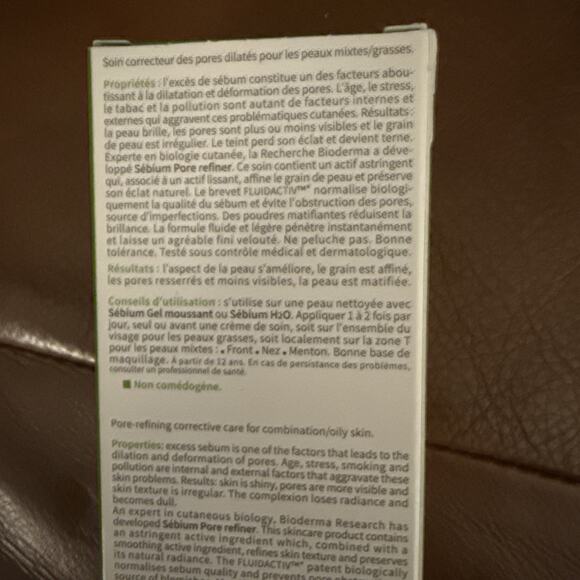 Soin correcteur des pores dilatés pour les peaux mixtes/grasses.
Propriétés : l'excès de sébum constitue un des facteurs abou-
tissant à la dilatation et déformation des pores. L'âge, le stress,
le tabac et la pollution sont autant de facteurs internes et
externes qui aggravent ces problématiques cutanées. Résultats :
la peau brille, les pores sont plus ou moins visibles et le grain
de peau est irrégulier. Le teint perd son éclat et devient terne.
Experte en biologie cutanée, la Recherche Bioderma a déve-
loppé Sébium Pore refiner. Ce soin contient un actif astringent
qui, associé à un actif lissant, affine le grain de peau et préserve
son éclat naturel. Le brevet FLUIDACTIV™* normalise biologi-
quement la qualité du sébum et évite l'obstruction des pores,
source d'imperfections. Des poudres matifiantes réduisent la
brillance. La formule fluide et légère pénètre instantanément
et laisse un agréable fini velouté. Ne peluche pas. Bonne
tolérance. Testé sous contrôle médical et dermatologique.
Résultats : l'aspect de la peau s'améliore, le grain est affiné,
les pores resserrés et moins visibles, la peau est matifiée.
Conseils d'utilisation : s'utilise sur une peau nettoyée avec
Sébium Gel moussant ou Sébium H2O. Appliquer 1 à 2 fois par
jour, seul ou avant une crème de soin, soit sur l'ensemble du
visage pour les peaux grasses, soit localement sur la zone T
pour les peaux mixtes : • Front • Nez • Menton. Bonne base de
maquillage. A partir de 12 ans. En cas de persistance des problèmes,
consulter un professionnel de santé.
■ Non comédogène.
Pore-refining corrective care for combination/oily skin.
Properties: excess sebum is one of the factors that leads to the
dilation and deformation of pores. Age, stress, smoking and
pollution are internal and external factors that aggravate these
skin problems. Results: skin is shiny, pores are more visible and
skin texture is irregular. The complexion loses radiance and
becomes dull.
An expert in cutaneous biology, Bioderma Research has
developed Sébium Pore refiner. This skincare product contains
an astringent active ingredient which, combined with a
smoothing active ingredient, refines skin texture and preserves
its natural radiance. The FLUIDACTIV™ patent biologically
normalises sebum quality and prevents pore
source of